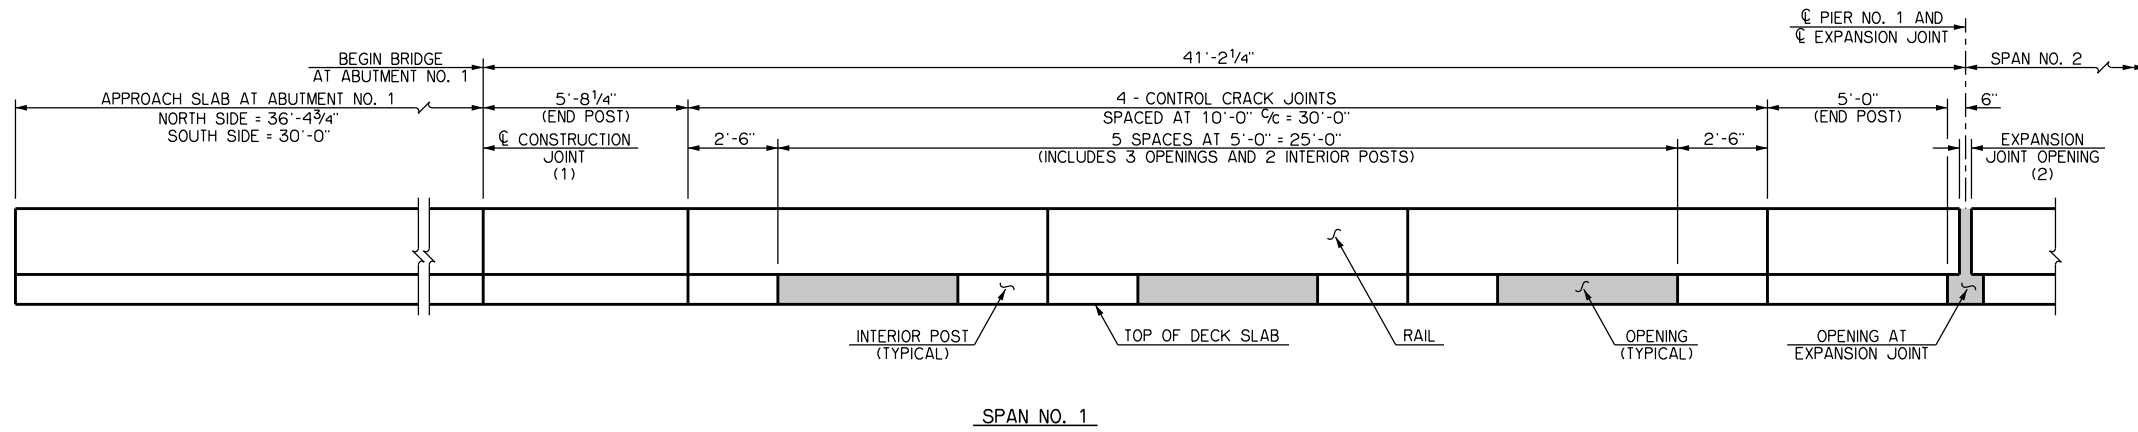 ℄ PIER NO. 1 AND
℄ EXPANSION JOINT
BEGIN BRIDGE
AT ABUTMENT NO. 1
41'-2¼"
SPAN NO. 2
APPROACH SLAB AT ABUTMENT NO. 1
NORTH SIDE = 36'-4¾"
SOUTH SIDE = 30'-0"
5'-8¼"
(END POST)
4 - CONTROL CRACK JOINTS
SPACED AT 10'-0" C/c = 30'-0"
5'-0"
(END POST)
6"
℄ CONSTRUCTION
JOINT
(1)
2'-6"
5 SPACES AT 5'-0" = 25'-0"
(INCLUDES 3 OPENINGS AND 2 INTERIOR POSTS)
2'-6"
EXPANSION
JOINT OPENING
(2)
INTERIOR POST
(TYPICAL)
TOP OF DECK SLAB
RAIL
OPENING
(TYPICAL)
OPENING AT
EXPANSION JOINT
SPAN NO. 1